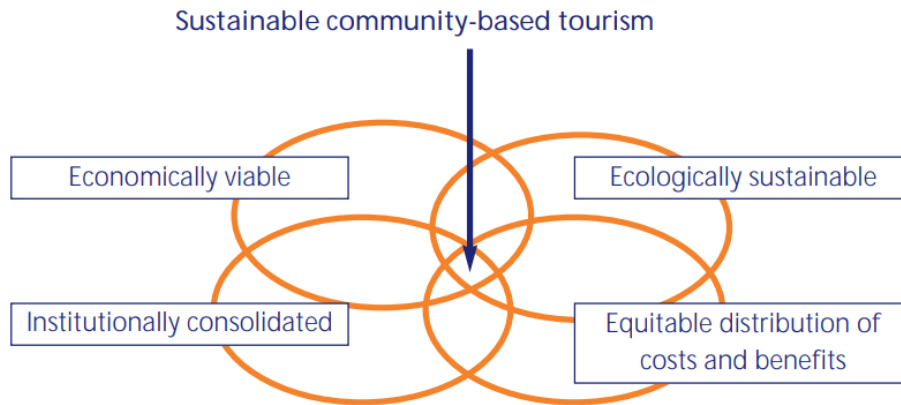 Sustainable community-based tourism
Economically viable
Ecologically sustainable
Institutionally consolidated
Equitable distribution of
costs and benefits